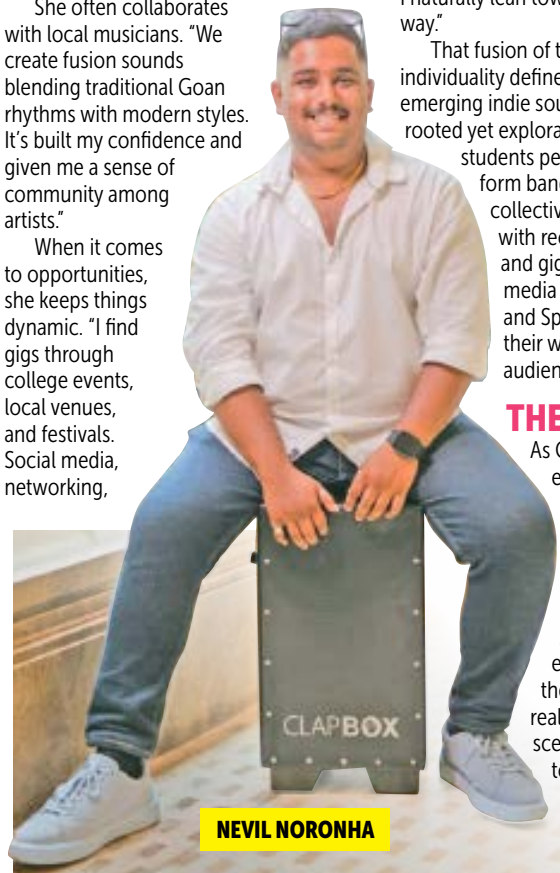 She often collaborates
with local musicians. “We
create fusion sounds
blending traditional Goan
rhythms with modern styles.
It’s built my confidence and
given me a sense of
community among
artists.”
When it comes
to opportunities,
she keeps things
dynamic. “I find
gigs through
college events,
local venues,
and festivals.
Social media,
networking,
I naturally lean tow
way.”
That fusion of t
individuality define
emerging indie sou
rooted yet explora
students pe
form banc
collectiv
with rec
and gig
media
and Sp
their w
audien
THE
As G
e
e
the
real
sce
to
CLAPBOX
NEVIL NORONHA